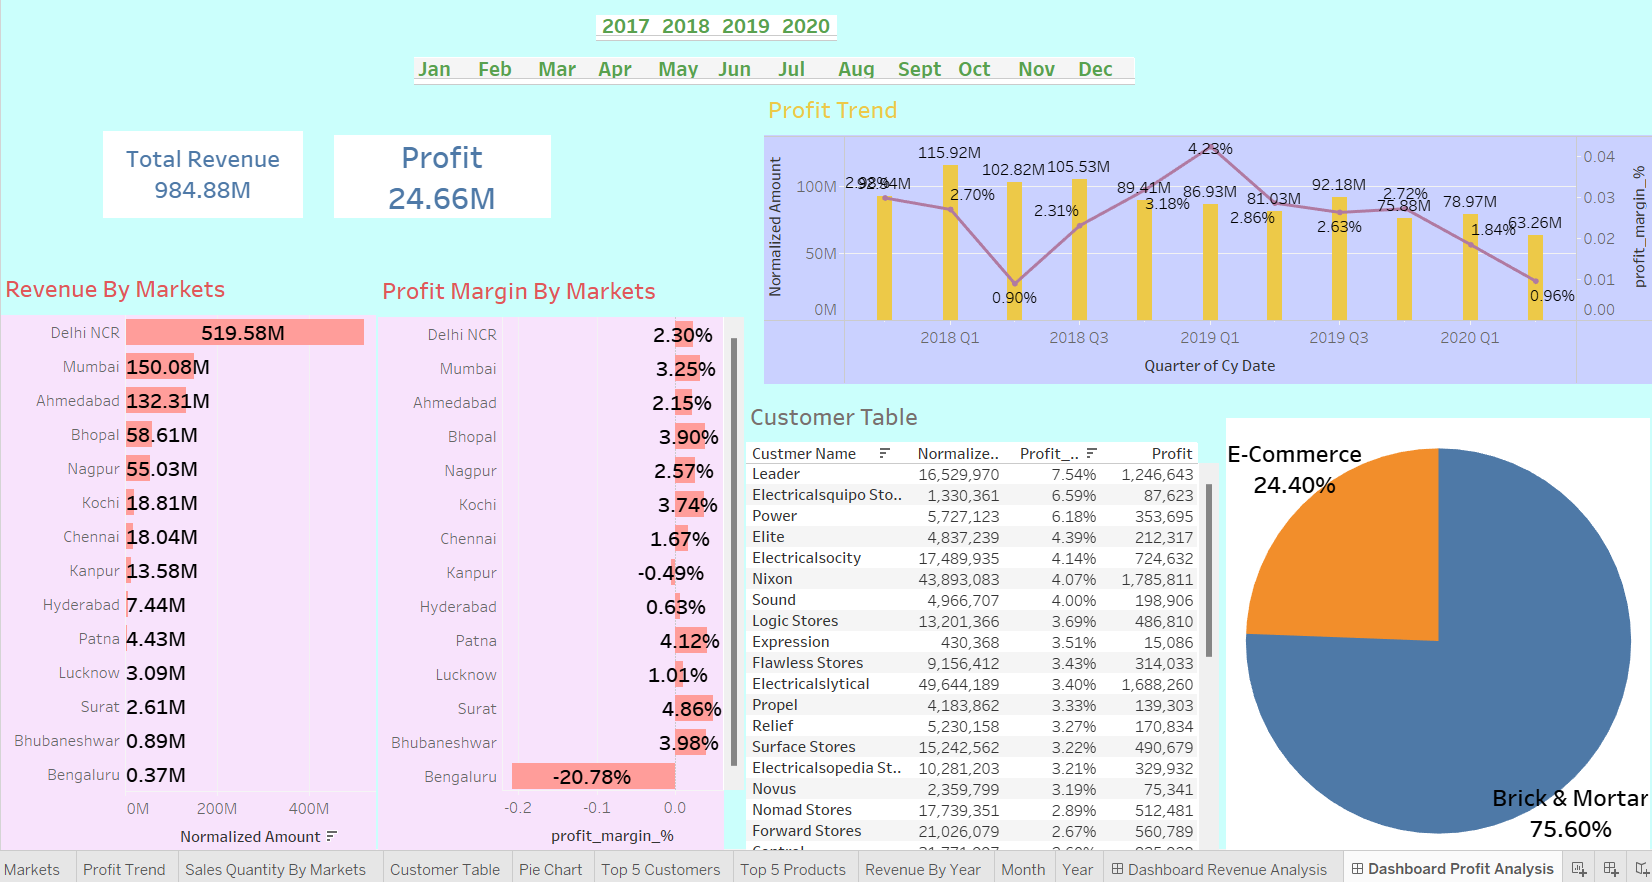 2017 2018 2019 2020
Jan Feb Mar Apr May Jun Jul Aug Sept Oct Nov Dec
Total Revenue
984.88M
Profit
24.66M
Profit Trend
Normalized Amount
100M
50M
0M
92.94M
115.92M
102.82M
105.53M
89.41M
86.93M
81.03M
92.18M
75.88M
78.97M
63.26M
2.98%
2.70%
0.90%
2.31%
3.18%
4.23%
2.86%
2.63%
2.72%
1.84%
0.96%
0.04
0.03
0.02
0.01
0.00
profit_margin_%
2018 Q1 2018 Q3 2019 Q1 2019 Q3 2020 Q1
Quarter of Cy Date
Revenue By Markets
Delhi NCR 519.58M
Mumbai 150.08M
Ahmedabad 132.31M
Bhopal 58.61M
Nagpur 55.03M
Kochi 18.81M
Chennai 18.04M
Kanpur 13.58M
Hyderabad 7.44M
Patna 4.43M
Lucknow 3.09M
Surat 2.61M
Bhubaneshwar 0.89M
Bengaluru 0.37M
0M 200M 400M
Normalized Amount
Profit Margin By Markets
Delhi NCR 2.30%
Mumbai 3.25%
Ahmedabad 2.15%
Bhopal 3.90%
Nagpur 2.57%
Kochi 3.74%
Chennai 1.67%
Kanpur -0.49%
Hyderabad 0.63%
Patna 4.12%
Lucknow 1.01%
Surat 4.86%
Bhubaneshwar 3.98%
Bengaluru -20.78%
-0.2 -0.1 0.0
profit_margin_%
Customer Table
Custmer Name Normalize.. Profit_.. Profit
Leader 16,529,970 7.54% 1,246,643
Electricalsquipo Sto.. 1,330,361 6.59% 87,623
Power 5,727,123 6.18% 353,695
Elite 4,837,239 4.39% 212,317
Electricalsocity 17,489,935 4.14% 724,632
Nixon 43,893,083 4.07% 1,785,811
Sound 4,966,707 4.00% 198,906
Logic Stores 13,201,366 3.69% 486,810
Expression 430,368 3.51% 15,086
Flawless Stores 9,156,412 3.43% 314,033
Electricalslytical 49,644,189 3.40% 1,688,260
Propel 4,183,862 3.33% 139,303
Relief 5,230,158 3.27% 170,834
Surface Stores 15,242,562 3.22% 490,679
Electricalsopedia St.. 10,281,203 3.21% 329,932
Novus 2,359,799 3.19% 75,341
Nomad Stores 17,739,351 2.89% 512,481
Forward Stores 21,026,079 2.67% 560,789
E-Commerce
24.40%
Brick & Mortar
75.60%
Markets Profit Trend Sales Quantity By Markets Customer Table Pie Chart Top 5 Customers Top 5 Products Revenue By Year Month Year Dashboard Revenue Analysis Dashboard Profit Analysis